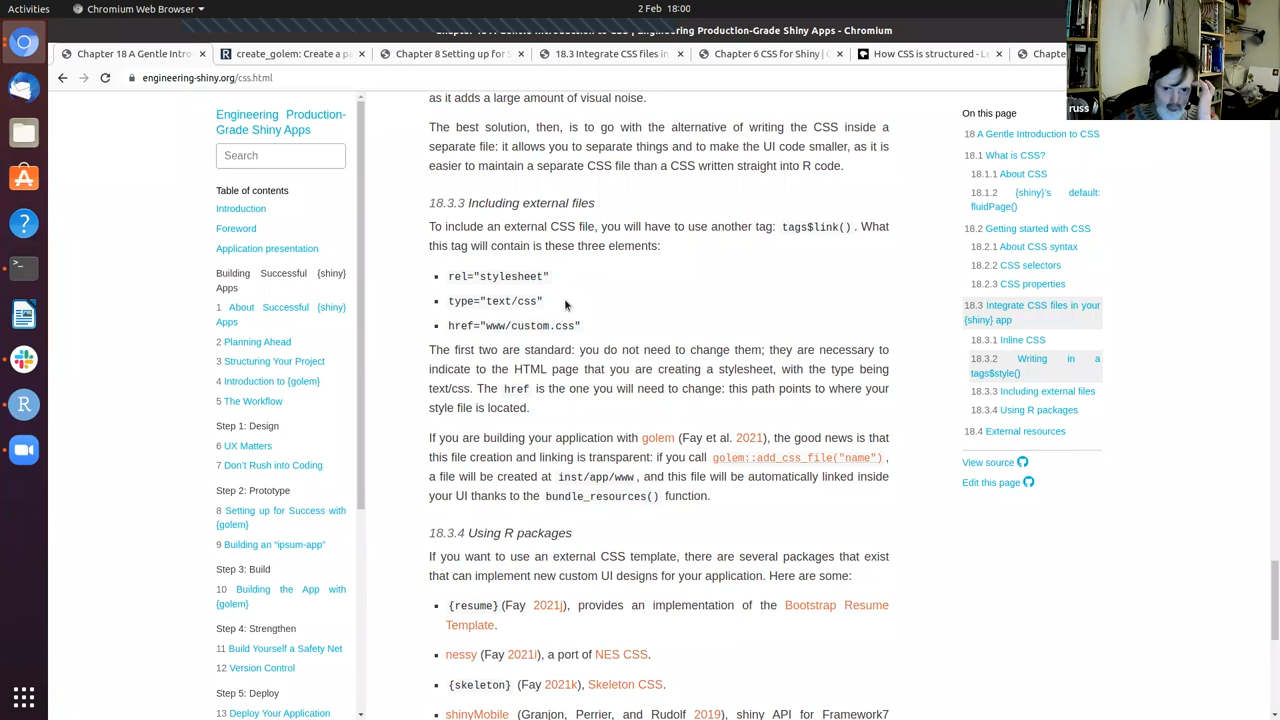 Activities
Chromium Web Browser
2 Feb 18:00
Engineering Production-Grade Shiny Apps - Chromium
Chapter 18 A Gentle Intro
create_golem: Create a pa
Chapter 8 Setting up for S
18.3 Integrate CSS files in
Chapter 6 CSS for Shiny | O
How CSS is structured - Le
Chapte
engineering-shiny.org/css.html
russ
Engineering Production-
Grade Shiny Apps
Search
Table of contents
Introduction
Foreword
Application presentation
Building Successful {shiny}
Apps
1 About Successful {shiny}
Apps
2 Planning Ahead
3 Structuring Your Project
4 Introduction to {golem}
5 The Workflow
Step 1: Design
6 UX Matters
7 Don't Rush into Coding
Step 2: Prototype
8 Setting up for Success with
{golem}
9 Building an “ipsum-app”
Step 3: Build
10 Building the App with
{golem}
Step 4: Strengthen
11 Build Yourself a Safety Net
12 Version Control
Step 5: Deploy
13 Deploy Your Application
as it adds a large amount of visual noise.
The best solution, then, is to go with the alternative of writing the CSS inside a
separate file: it allows you to separate things and to make the UI code smaller, as it is
easier to maintain a separate CSS file than a CSS written straight into R code.
18.3.3 Including external files
To include an external CSS file, you will have to use another tag: tags$link(). What
this tag will contain is these three elements:
rel="stylesheet"
type="text/css"
href="www/custom.css"
The first two are standard: you do not need to change them; they are necessary to
indicate to the HTML page that you are creating a stylesheet, with the type being
text/css. The href is the one you will need to change: this path points to where your
style file is located.
If you are building your application with golem (Fay et al. 2021), the good news is that
this file creation and linking is transparent: if you call golem::add_css_file("name"),
a file will be created at inst/app/www, and this file will be automatically linked inside
your UI thanks to the bundle_resources() function.
18.3.4 Using R packages
If you want to use an external CSS template, there are several packages that exist
that can implement new custom UI designs for your application. Here are some:
{resume}(Fay 2021j), provides an implementation of the Bootstrap Resume
Template.
nessy (Fay 2021i), a port of NES CSS.
{skeleton} (Fay 2021k), Skeleton CSS.
shinyMobile (Granjon, Perrier, and Rudolf 2019), shiny API for Framework7
On this page
18 A Gentle Introduction to CSS
18.1 What is CSS?
18.1.1 About CSS
18.1.2 {shiny}'s default:
fluidPage()
18.2 Getting started with CSS
18.2.1 About CSS syntax
18.2.2 CSS selectors
18.2.3 CSS properties
18.3 Integrate CSS files in your
{shiny} app
18.3.1 Inline CSS
18.3.2 Writing in a
tags$style()
18.3.3 Including external files
18.3.4 Using R packages
18.4 External resources
View source
Edit this page